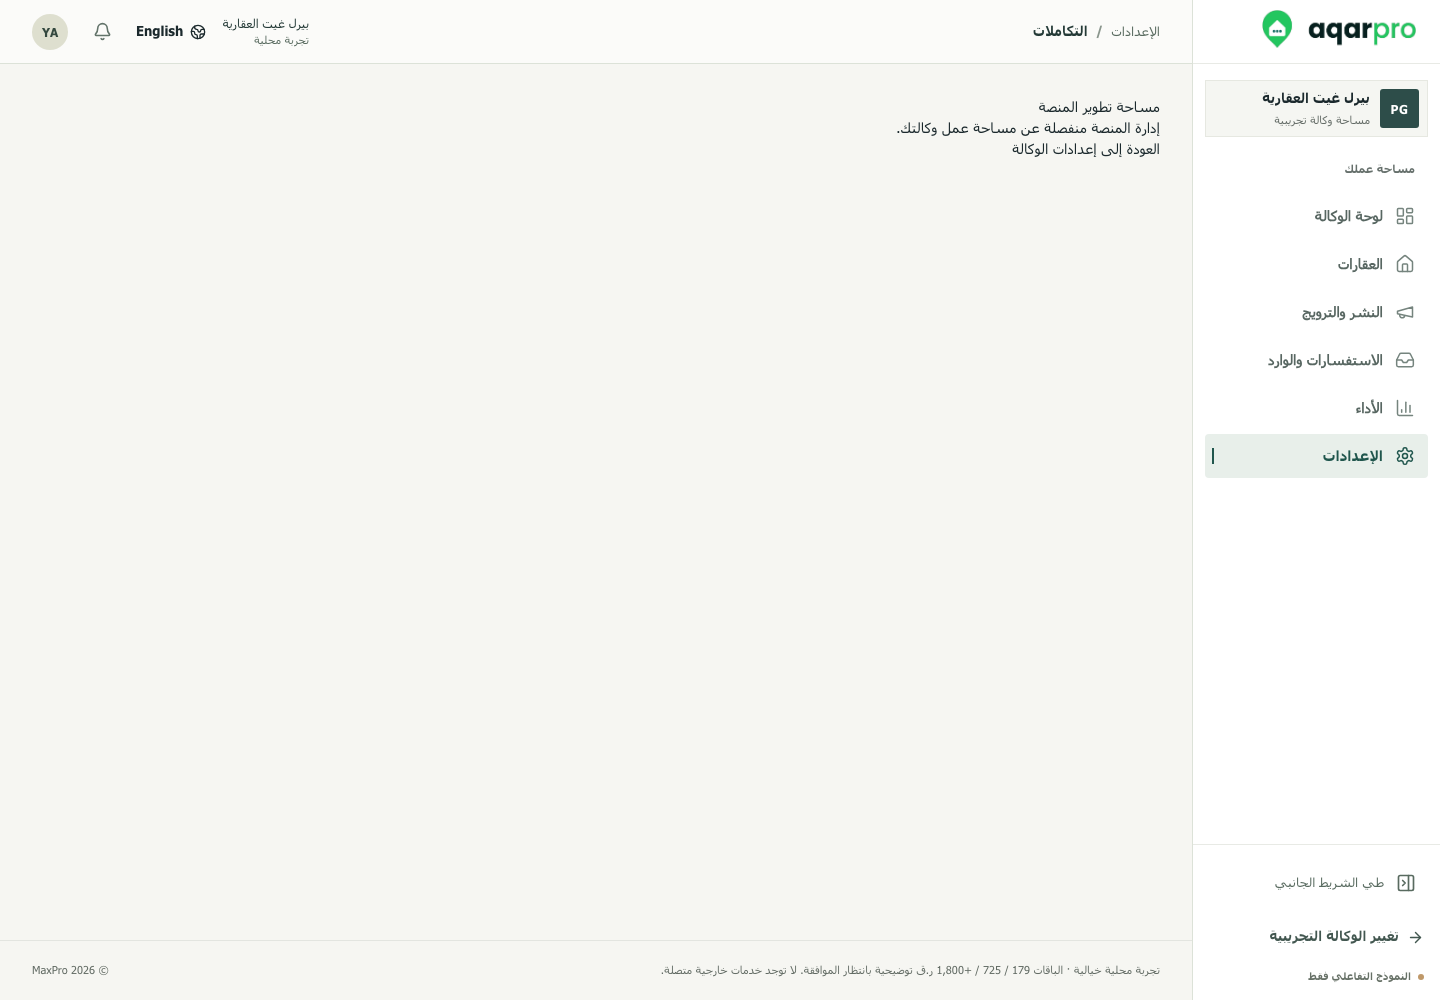 aqarpro
PG
بيرل غيت العقارية
مساحة وكالة تجريبية
مساحة عملك
لوحة الوكالة
العقارات
النشر والترويج
الاستفسارات والوارد
الأداء
الإعدادات
طي الشريط الجانبي
تغيير الوكالة التجريبية
النموذج التفاعلي فقط
الإعدادات / التكاملات
بيرل غيت العقارية
تجربة محلية
English
YA
مساحة تطوير المنصة
إدارة المنصة منفصلة عن مساحة عمل وكالتك.
العودة إلى إعدادات الوكالة
تجربة محلية خيالية · الباقات 179 / 725 / +1,800 ر.ق توضيحية بانتظار الموافقة. لا توجد خدمات خارجية متصلة.
© 2026 MaxPro